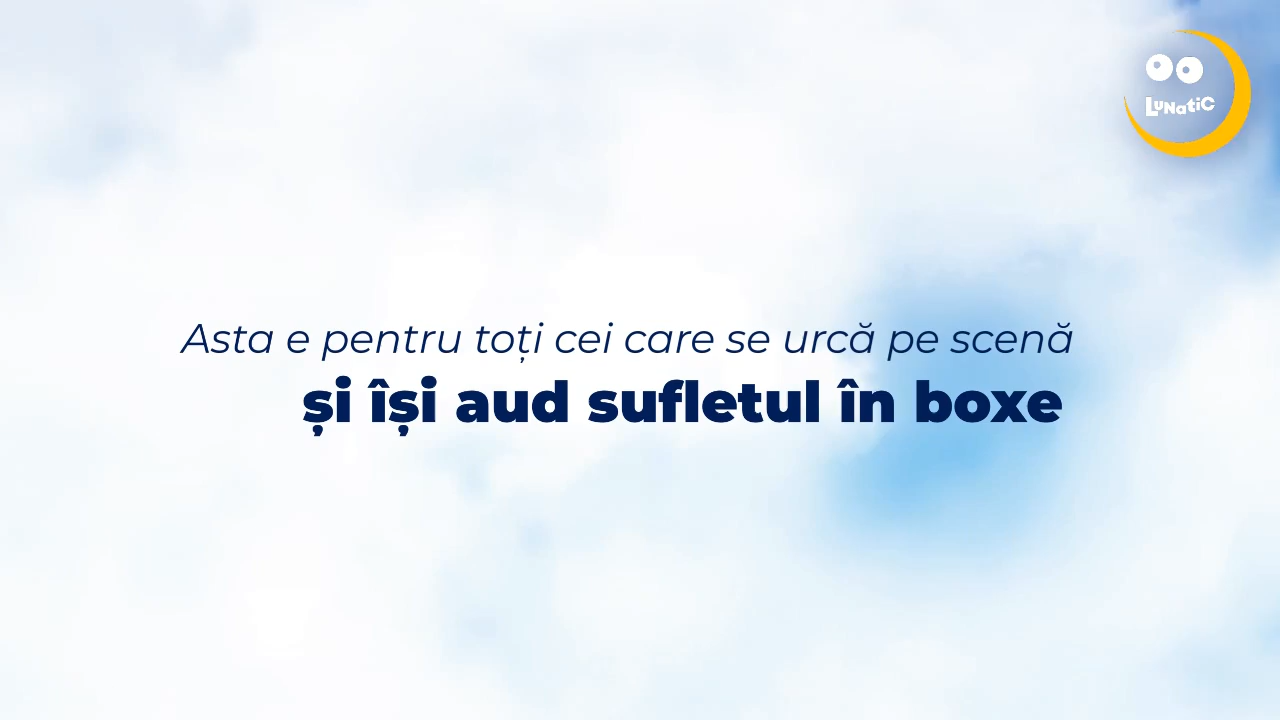 LuNatiC
Asta e pentru toți cei care se urcă pe scenă
și își aud sufletul în boxe